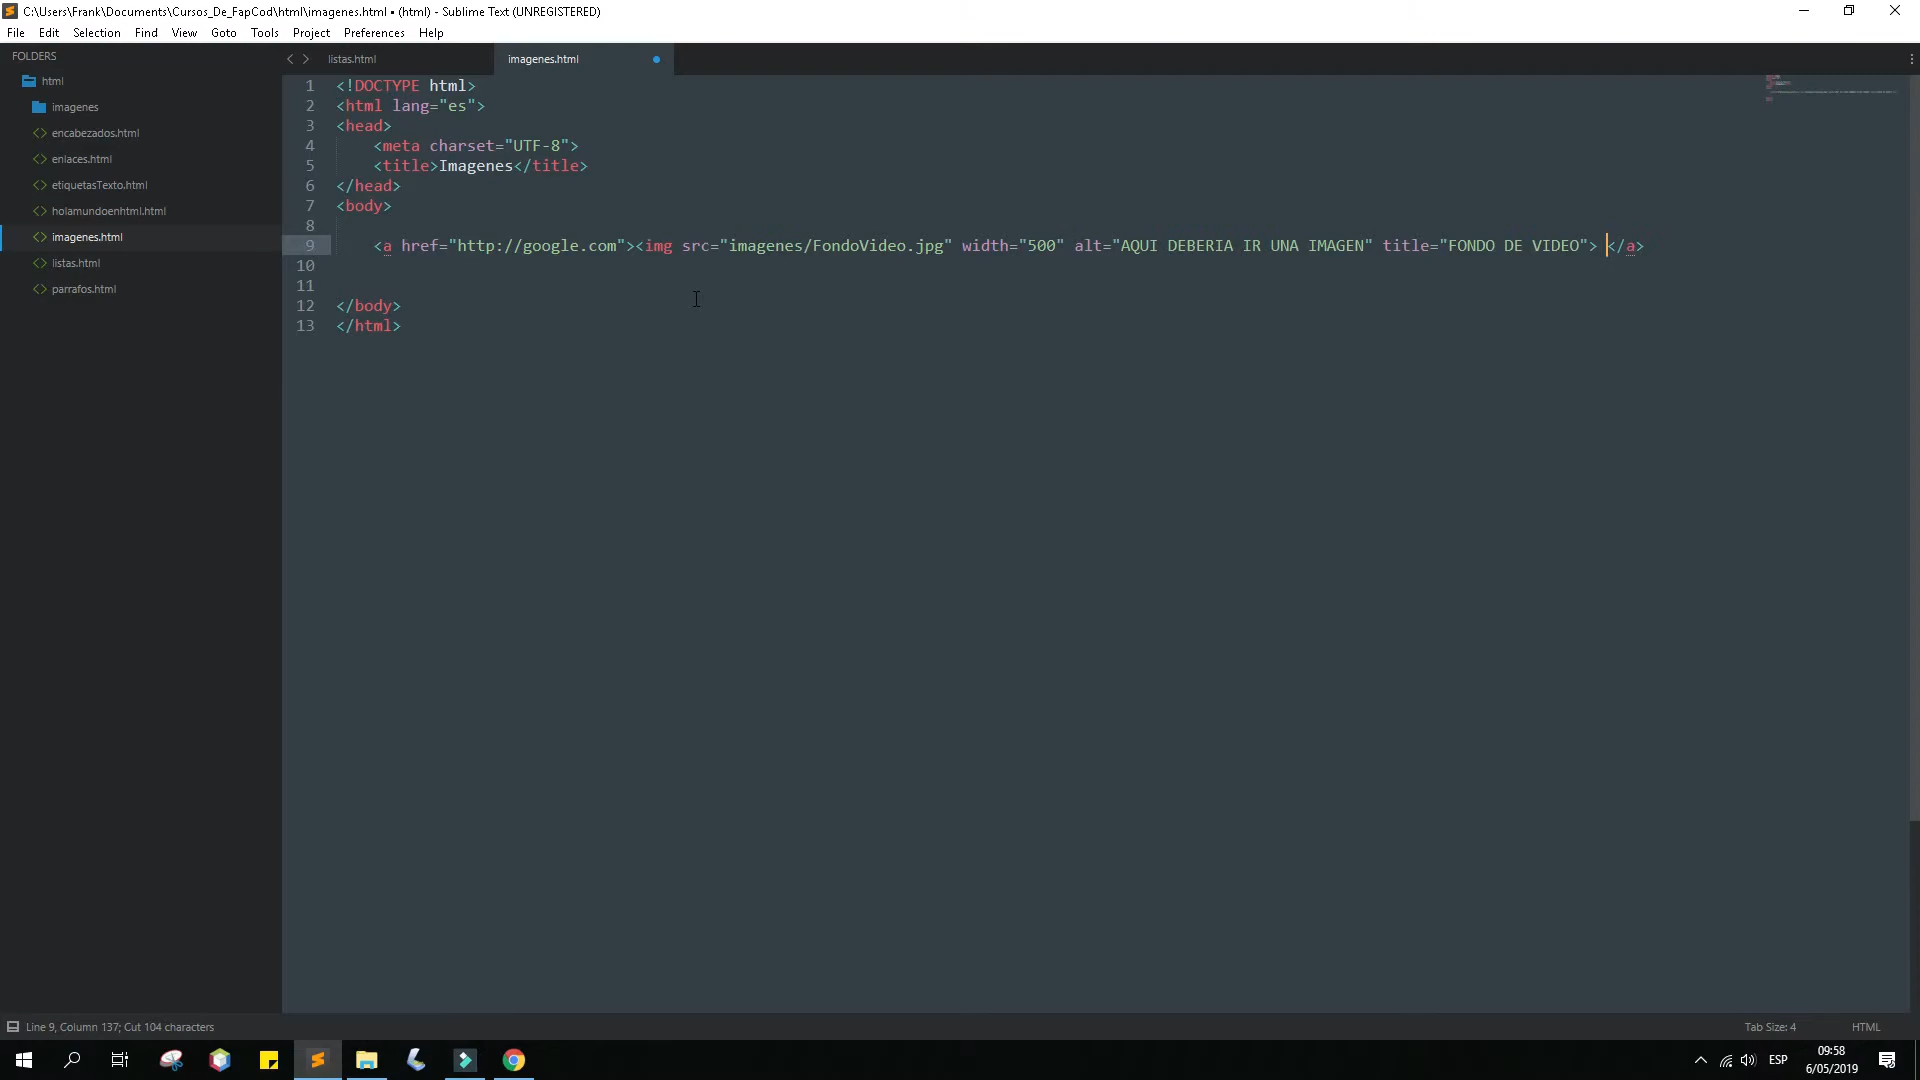 C:\Users\Frank\Documents\Cursos_De_FapCod\html\imagenes.html • (html) - Sublime Text (UNREGISTERED)
File Edit Selection Find View Goto Tools Project Preferences Help
FOLDERS
html
imagenes
encabezados.html
enlaces.html
etiquetasTexto.html
holamundoenhtml.html
imagenes.html
listas.html
parrafos.html
listas.html imagenes.html
1 <!DOCTYPE html>
2 <html lang="es">
3 <head>
4 <meta charset="UTF-8">
5 <title>Imagenes</title>
6 </head>
7 <body>
8
9 <a href="http://google.com"><img src="imagenes/FondoVideo.jpg" width="500" alt="AQUI DEBERIA IR UNA IMAGEN" title="FONDO DE VIDEO"> </a>
10
11
12 </body>
13 </html>
Line 9, Column 137; Cut 104 characters Tab Size: 4 HTML
ESP
09:58
6/05/2019